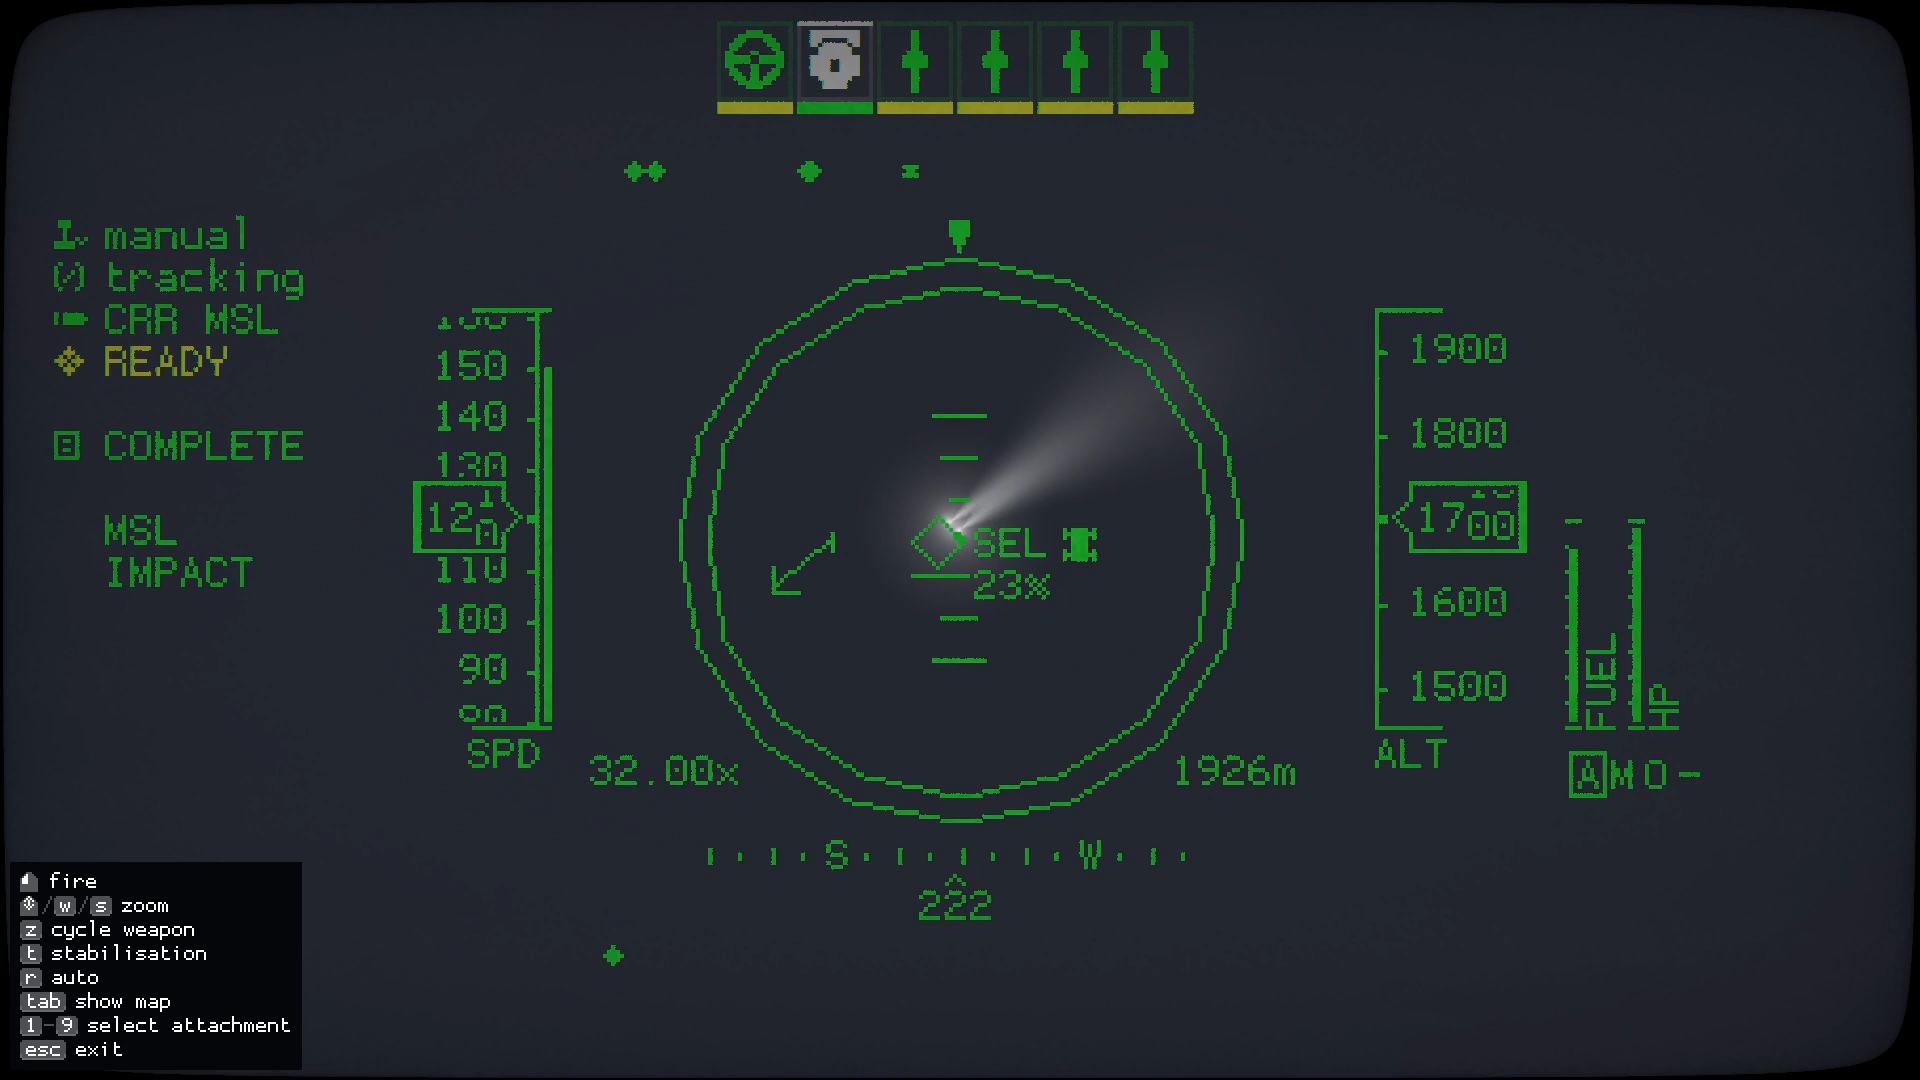 manual
tracking
CRR MSL
READY
COMPLETE
MSL
IMPACT
150
140
130
120
110
100
90
SPD
SEL
23%
32.00x
1926m
1900
1800
1700
1600
1500
ALT
FUEL
HP
A M O -
S W
222
fire
/ w / s zoom
z cycle weapon
t stabilisation
r auto
tab show map
1 - 9 select attachment
esc exit